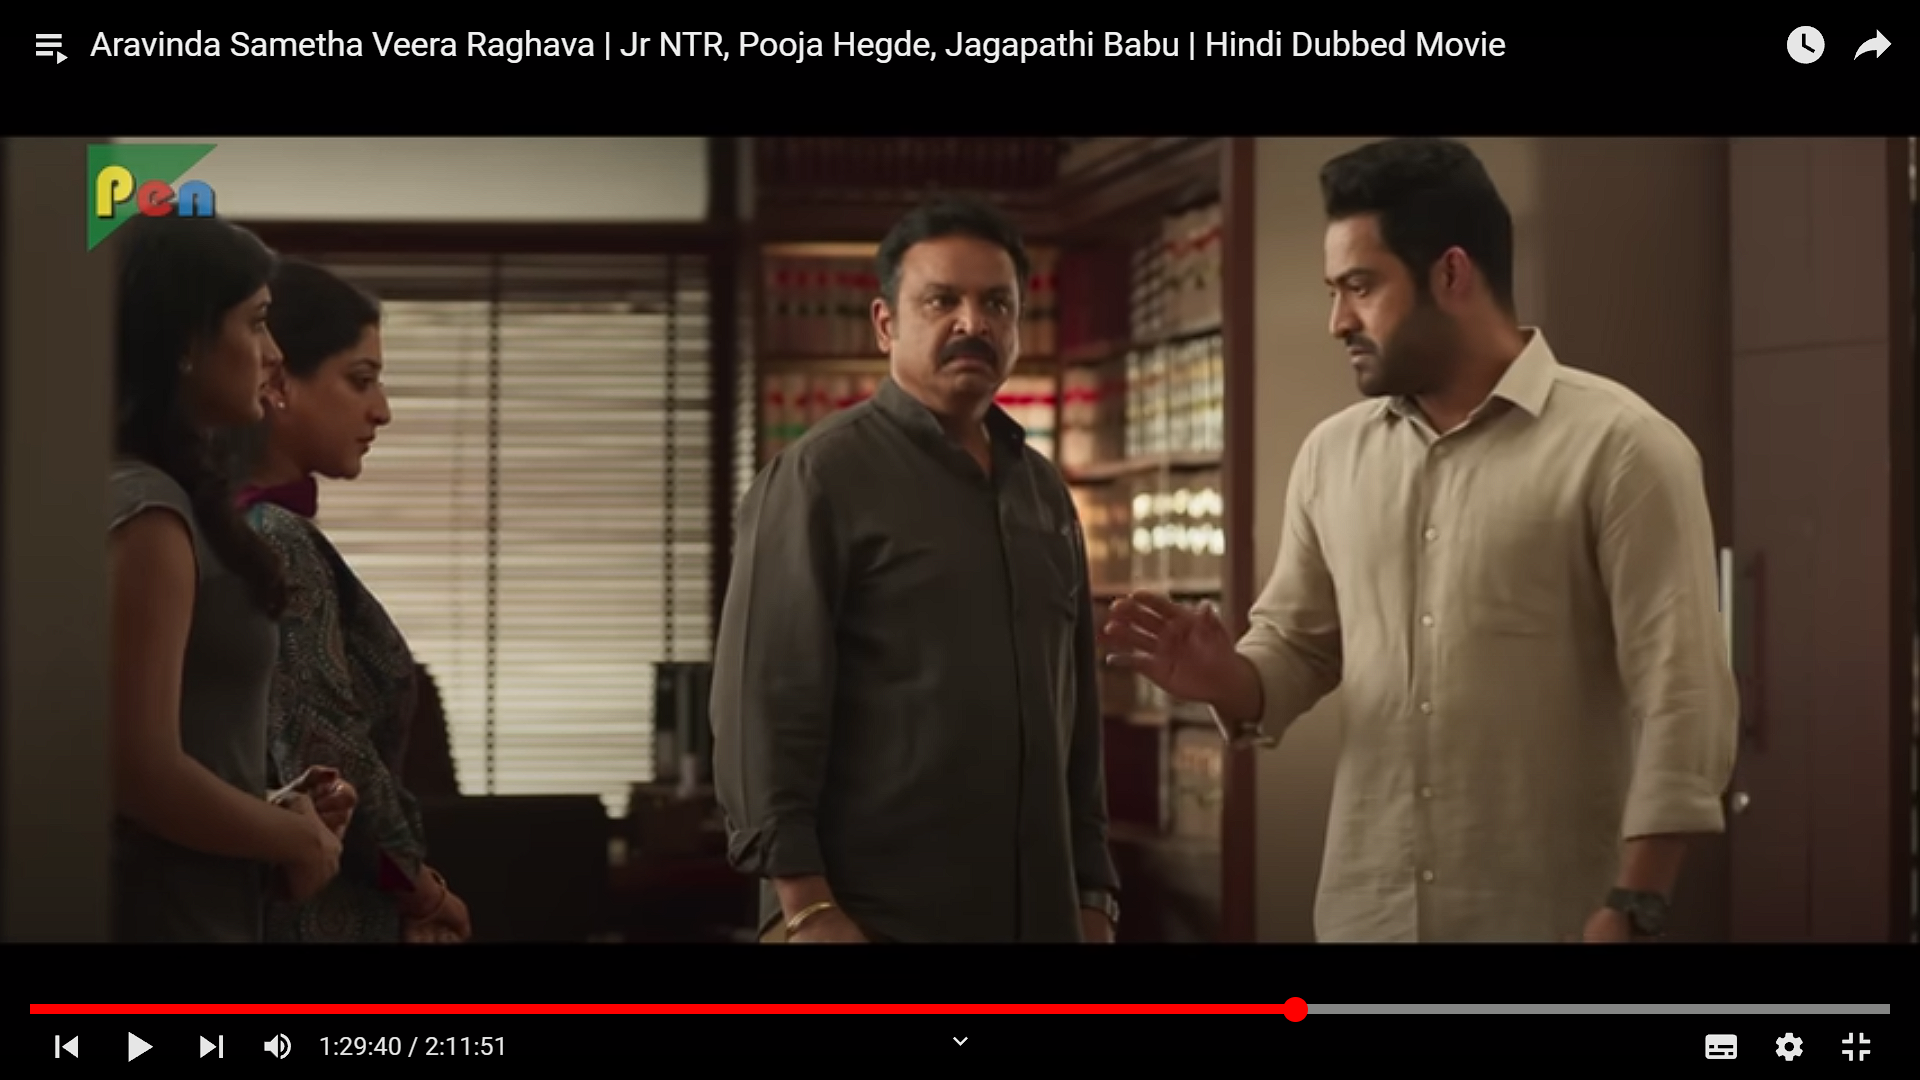 Aravinda Sametha Veera Raghava | Jr NTR, Pooja Hegde, Jagapathi Babu | Hindi Dubbed Movie
Pen
1:29:40 / 2:11:51